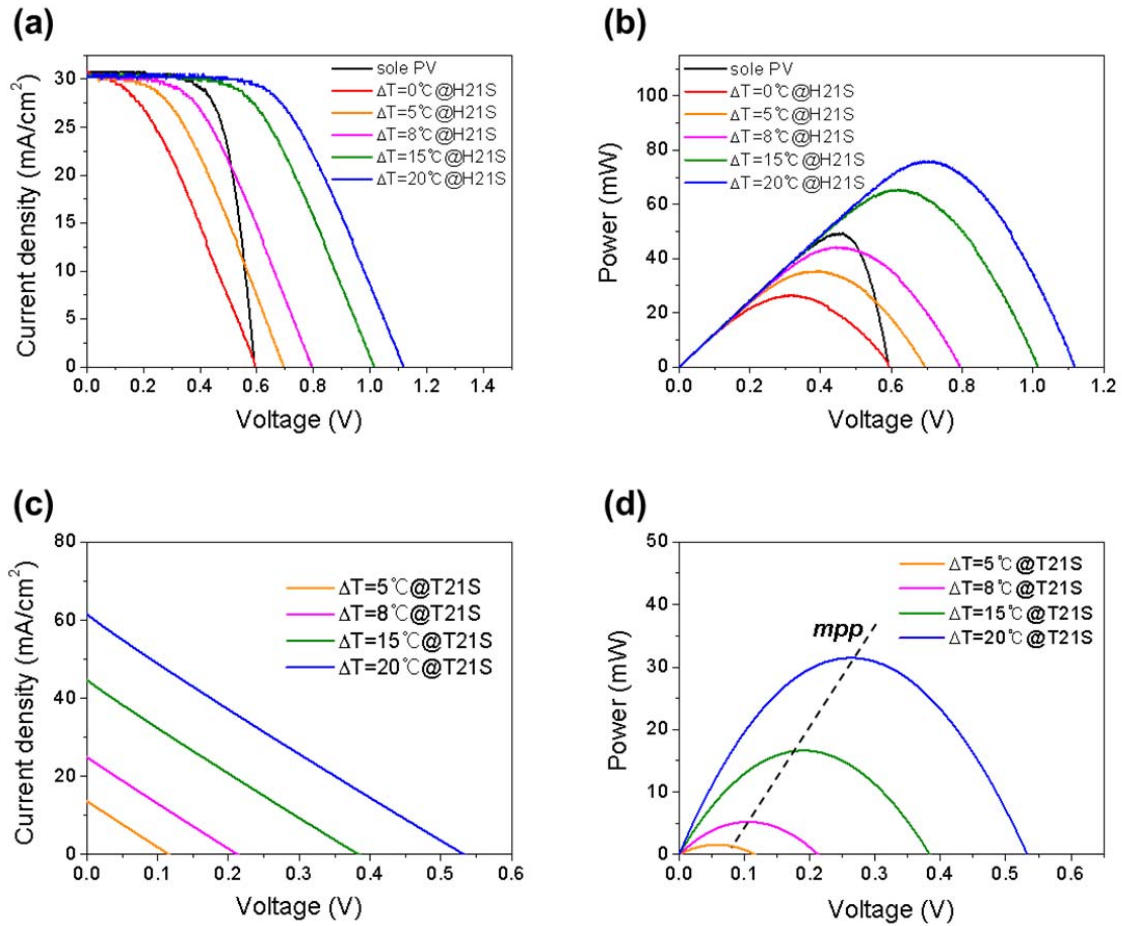 (a)
sole PV
ΔT=0℃@H21S
ΔT=5℃@H21S
ΔT=8℃@H21S
ΔT=15℃@H21S
ΔT=20℃@H21S
Current density (mA/cm²)
30
25
20
15
10
5
0
0.0 0.2 0.4 0.6 0.8 1.0 1.2 1.4
Voltage (V)
(b)
sole PV
ΔT=0℃@H21S
ΔT=5℃@H21S
ΔT=8℃@H21S
ΔT=15℃@H21S
ΔT=20℃@H21S
Power (mW)
100
80
60
40
20
0
0.0 0.2 0.4 0.6 0.8 1.0 1.2
Voltage (V)
(c)
ΔT=5℃@T21S
ΔT=8℃@T21S
ΔT=15℃@T21S
ΔT=20℃@T21S
Current density (mA/cm²)
80
60
40
20
0
0.0 0.1 0.2 0.3 0.4 0.5 0.6
Voltage (V)
(d)
ΔT=5℃@T21S
ΔT=8℃@T21S
ΔT=15℃@T21S
ΔT=20℃@T21S
mpp
Power (mW)
50
40
30
20
10
0
0.0 0.1 0.2 0.3 0.4 0.5 0.6
Voltage (V)